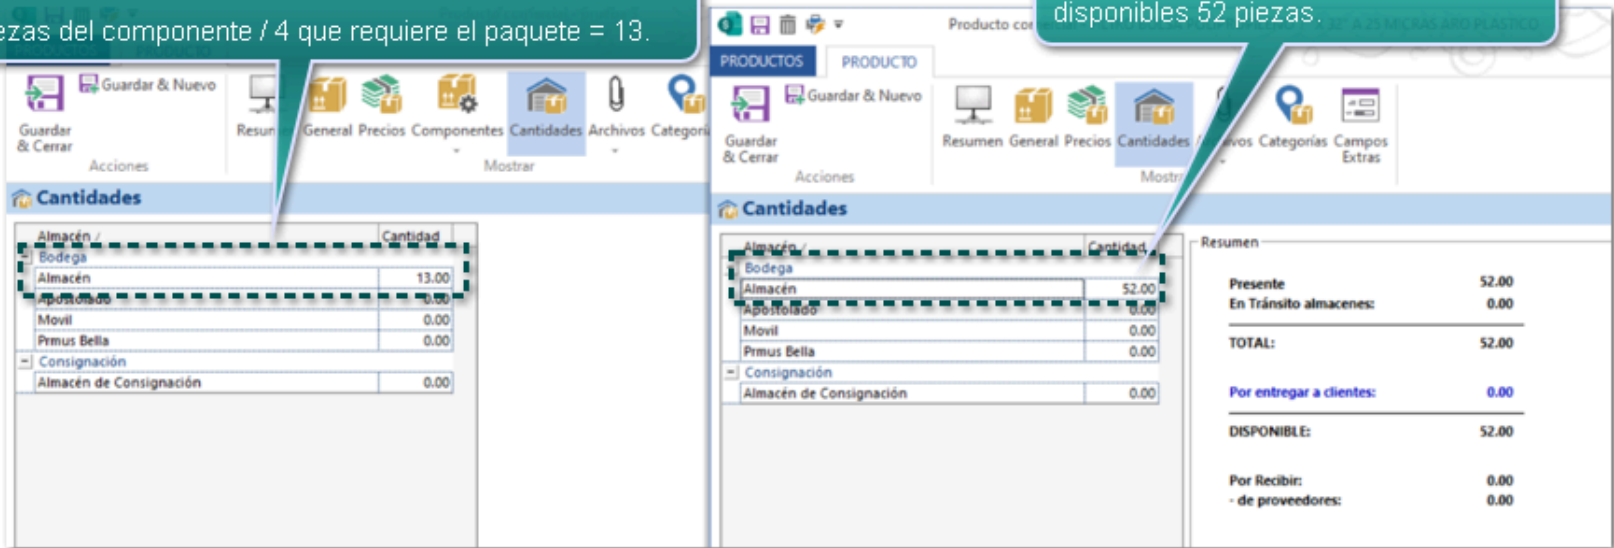 ezas del componente / 4 que requiere el paquete = 13.
PRODUCTOS PRODUCTO
Guardar & Cerrar
Guardar & Nuevo
Acciones
Resumen General Precios Componentes Cantidades Archivos Categorí
Mostrar
Cantidades
Almacén Cantidad
Bodega
Almacén 13.00
Apostolado 0.00
Movil 0.00
Prmus Bella 0.00
Consignación
Almacén de Consignación 0.00
disponibles 52 piezas.
Producto
PRODUCTOS PRODUCTO
Guardar & Cerrar
Guardar & Nuevo
Acciones
Resumen General Precios Cantidades Categorías Campos Extras
Cantidades
Almacén Cantidad
Bodega
Almacén 52.00
Apostolado 0.00
Movil 0.00
Prmus Bella 0.00
Consignación
Almacén de Consignación 0.00
Resumen
Presente 52.00
En Tránsito almacenes: 0.00
TOTAL: 52.00
Por entregar a clientes: 0.00
DISPONIBLE: 52.00
Por Recibir: 0.00
- de proveedores: 0.00